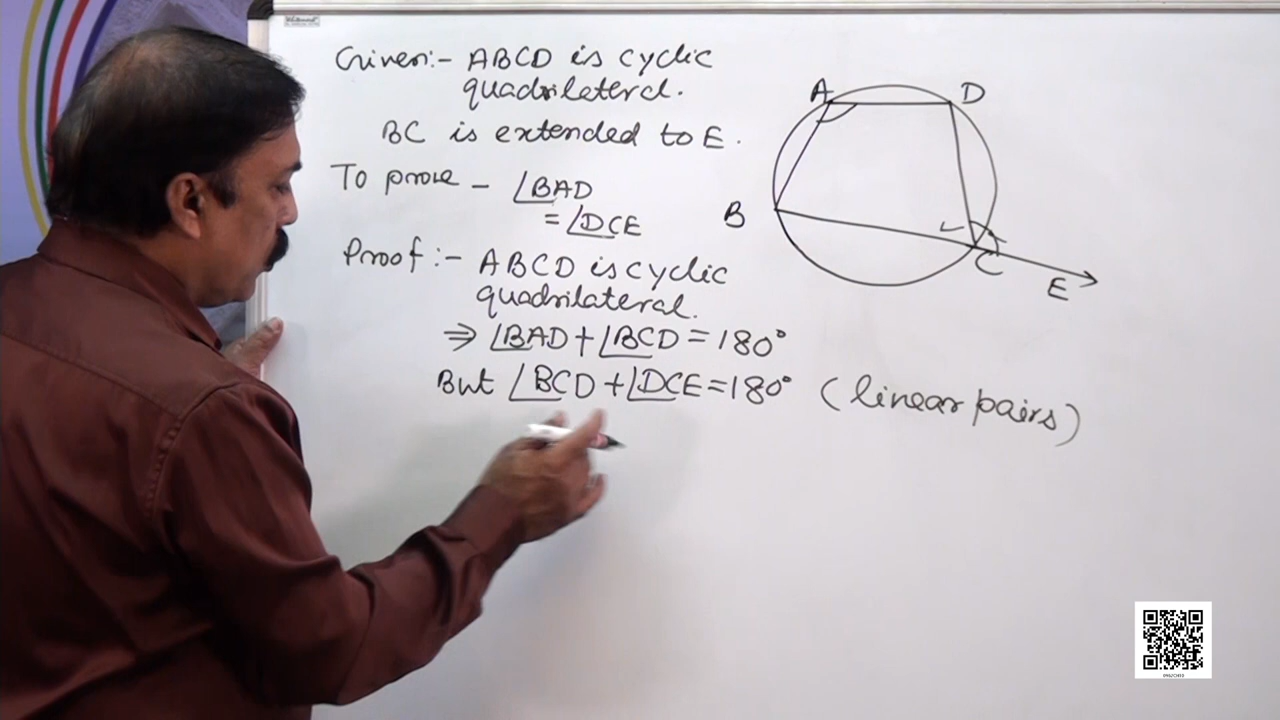 Given:- ABCD is cyclic
quadrilateral.
BC is extended to E.
To prove - ∠BAD
= ∠DCE
Proof:- ABCD is cyclic
quadrilateral.
⇒ ∠BAD + ∠BCD = 180°
But ∠BCD + ∠DCE = 180° (linear pairs)
A
D
B
C
E